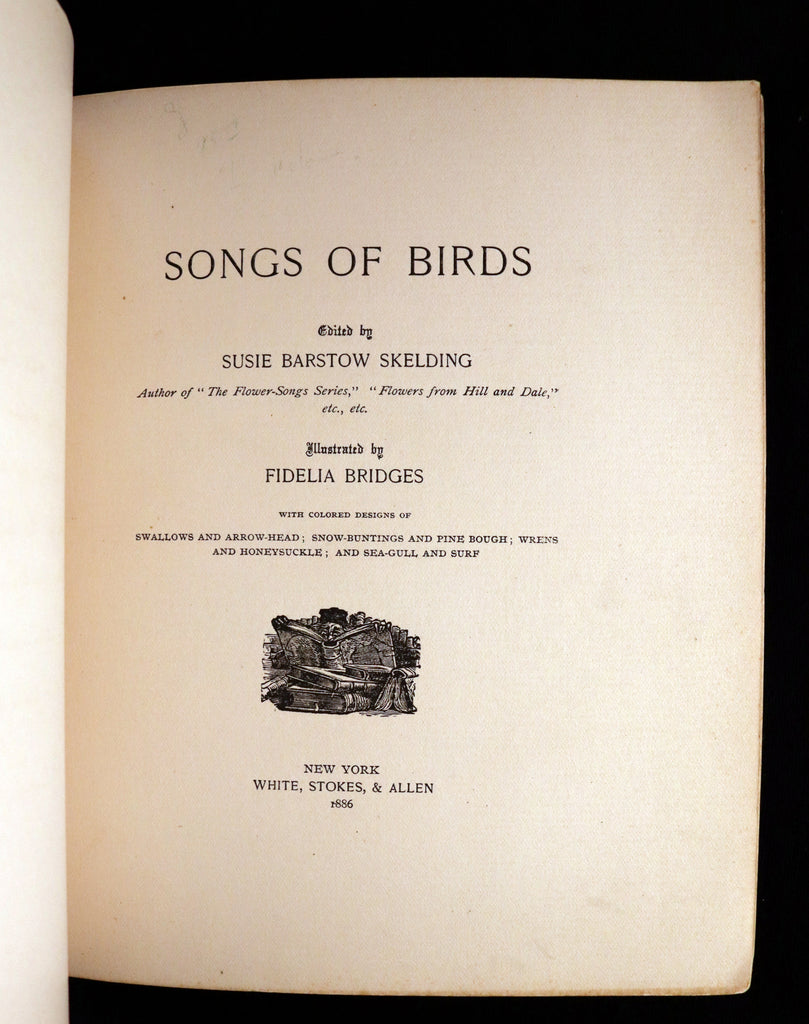 SONGS OF BIRDS
Edited by
SUSIE BARSTOW SKELDING
Author of "The Flower-Songs Series," "Flowers from Hill and Dale,"
etc., etc.
Illustrated by
FIDELIA BRIDGES
WITH COLORED DESIGNS OF
SWALLOWS AND ARROW-HEAD; SNOW-BUNTINGS AND PINE BOUGH; WRENS
AND HONEYSUCKLE; AND SEA-GULL AND SURF
NEW YORK
WHITE, STOKES, & ALLEN
1886